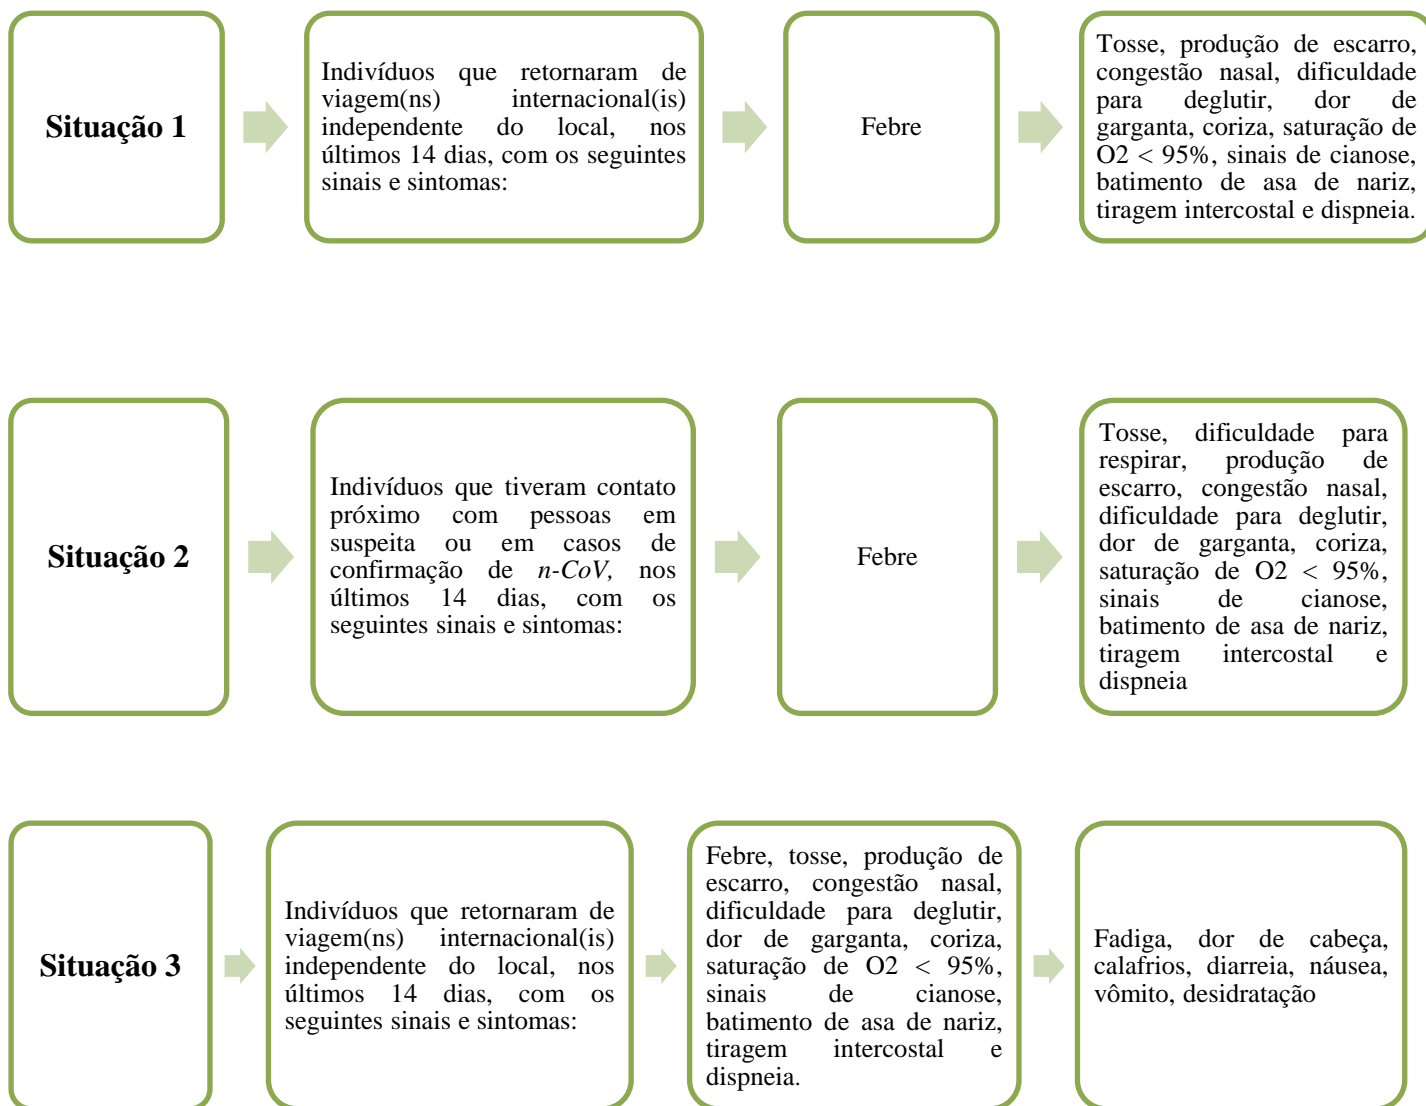 Situação 1
Indivíduos que retornaram de
viagem(ns) internacional(is)
independente do local, nos
últimos 14 dias, com os seguintes
sinais e sintomas:
Febre
Tosse, produção de escarro,
congestão nasal, dificuldade
para deglutir, dor de
garganta, coriza, saturação de
O2 < 95%, sinais de cianose,
batimento de asa de nariz,
tiragem intercostal e dispneia.
Situação 2
Indivíduos que tiveram contato
próximo com pessoas em
suspeita ou em casos de
confirmação de n-CoV, nos
últimos 14 dias, com os
seguintes sinais e sintomas:
Febre
Tosse, dificuldade para
respirar, produção de
escarro, congestão nasal,
dificuldade para deglutir,
dor de garganta, coriza,
saturação de O2 < 95%,
sinais de cianose,
batimento de asa de nariz,
tiragem intercostal e
dispneia
Situação 3
Indivíduos que retornaram de
viagem(ns) internacional(is)
independente do local, nos
últimos 14 dias, com os
seguintes sinais e sintomas:
Febre, tosse, produção de
escarro, congestão nasal,
dificuldade para deglutir,
dor de garganta, coriza,
saturação de O2 < 95%,
sinais de cianose,
batimento de asa de nariz,
tiragem intercostal e
dispneia.
Fadiga, dor de cabeça,
calafrios, diarreia, náusea,
vômito, desidratação